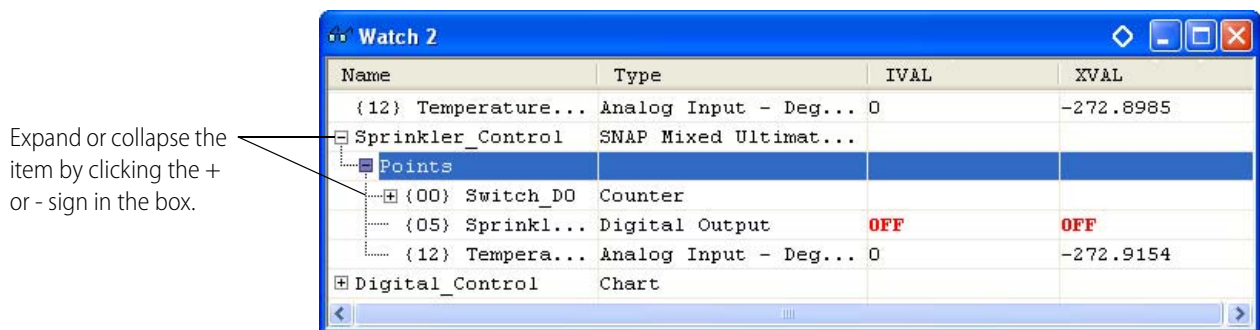 Watch 2
Name Type IVAL XVAL
{12} Temperature... Analog Input - Deg... 0 -272.8985
Sprinkler_Control SNAP Mixed Ultimat...
Points
{00} Switch_D0 Counter
{05} Sprinkl... Digital Output OFF OFF
{12} Tempera... Analog Input - Deg... 0 -272.9154
Digital_Control Chart
Expand or collapse the
item by clicking the +
or - sign in the box.